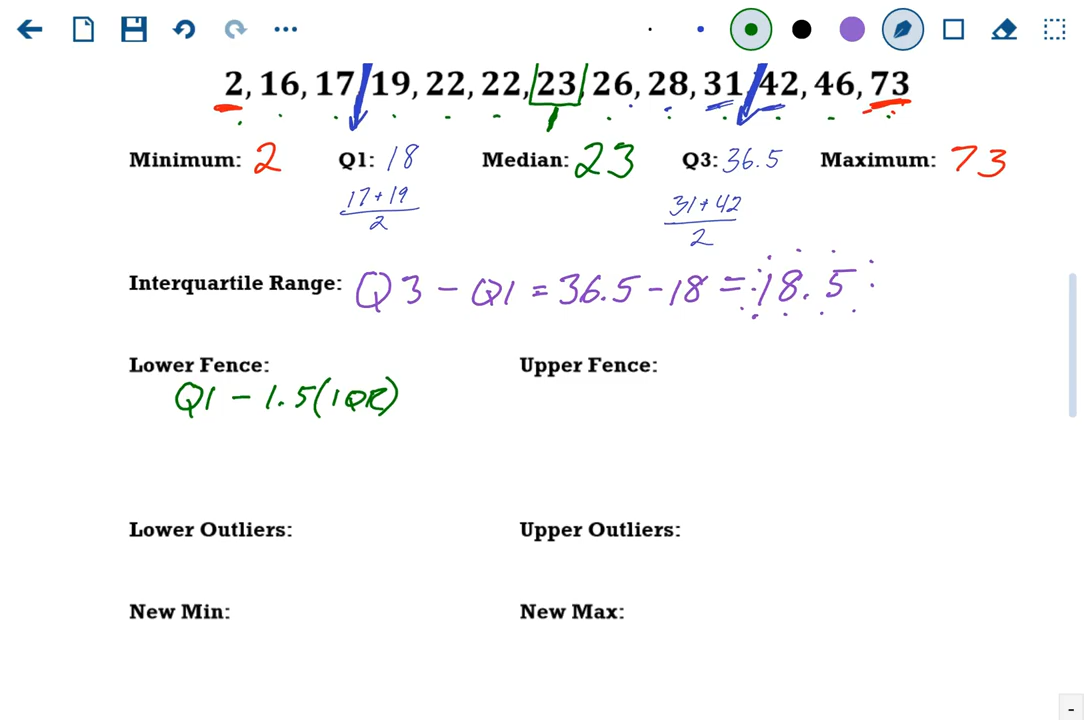 2, 16, 17, 19, 22, 22, 23, 26, 28, 31, 42, 46, 73
Minimum: 2 Q1: 18 Median: 23 Q3: 36.5 Maximum: 73
17 + 19
2
31 + 42
2
Interquartile Range: Q3 - Q1 = 36.5 - 18 = 18.5
Lower Fence: Upper Fence:
Q1 - 1.5(IQR)
Lower Outliers: Upper Outliers:
New Min: New Max: